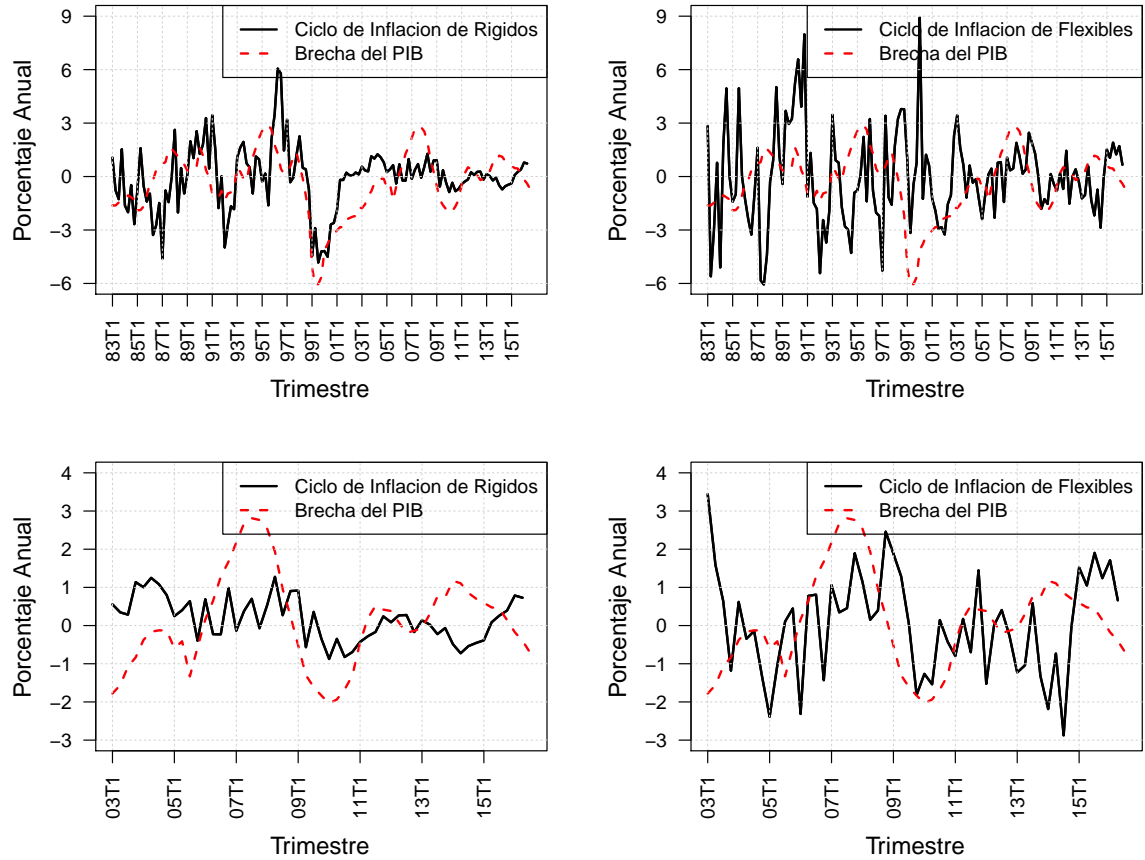 Ciclo de Inflacion de Rigidos
Brecha del PIB
Porcentaje Anual
9
6
3
0
−3
−6
83T1
85T1
87T1
89T1
91T1
93T1
95T1
97T1
99T1
01T1
03T1
05T1
07T1
09T1
11T1
13T1
15T1
Trimestre
Ciclo de Inflacion de Flexibles
Brecha del PIB
Porcentaje Anual
9
6
3
0
−3
−6
83T1
85T1
87T1
89T1
91T1
93T1
95T1
97T1
99T1
01T1
03T1
05T1
07T1
09T1
11T1
13T1
15T1
Trimestre
Ciclo de Inflacion de Rigidos
Brecha del PIB
Porcentaje Anual
4
3
2
1
0
−1
−2
−3
03T1
05T1
07T1
09T1
11T1
13T1
15T1
Trimestre
Ciclo de Inflacion de Flexibles
Brecha del PIB
Porcentaje Anual
4
3
2
1
0
−1
−2
−3
03T1
05T1
07T1
09T1
11T1
13T1
15T1
Trimestre